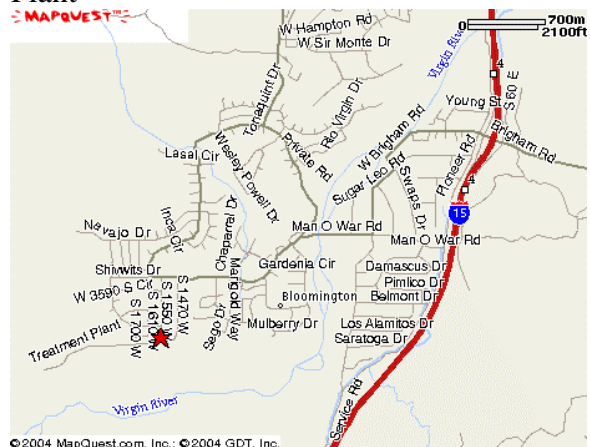 Plant
MAPQUEST
700m
0
2100ft
W Hampton Rd
W Sir Monte Dr
Virgin River
4
Tonaquint Dr
Young St
S 60 E
Rio Virgin Dr
Private Rd
W Brigham Rd
Pioneer Rd
Brigham Rd
Lasal Cir
Wesley Powell Dr
Sugar Leo Rd
Swaps Dr
4
15
Inca Cir
Chaparral Dr
Man O War Rd
Navajo Dr
Man O War Rd
Shivwits Dr
Gardenia Cir
Damascus Dr
W 3590 S Cir
S 1470 W
Marigold Way
Pimlico Dr
S 1550 W
Bloomington
Belmont Dr
S 1610 W
S 1700 W
Sego Dr
Mulberry Dr
Los Alamitos Dr
Treatment Plant
Saratoga Dr
Virgin River
Service Rd
©2004 MapQuest.com, Inc.; ©2004 GDT, Inc.